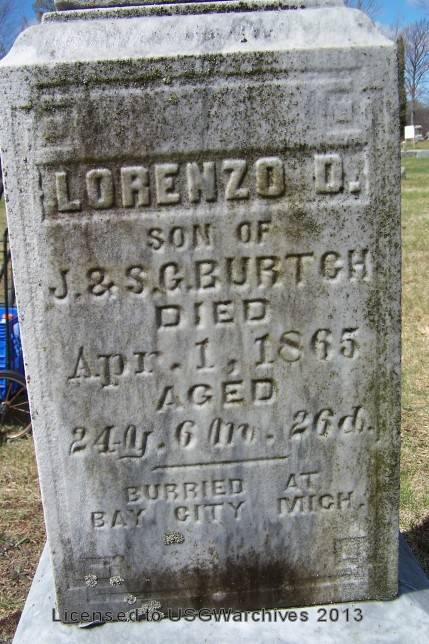 LORENZO D.
SON OF
J. & S. G. BURTCH
DIED
Apr. 1, 1865
AGED
24y. 6m. 26d.
BURRIED AT
BAY CITY MICH.
Licensed to USGWarchives 2013